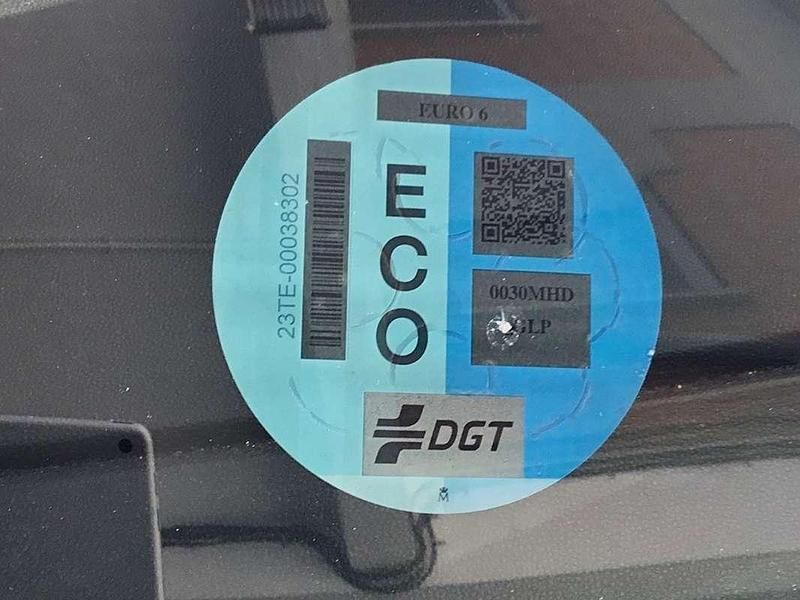 EURO 6
23TE-00038302
ECO
0030MHD
GLP
DGT
M